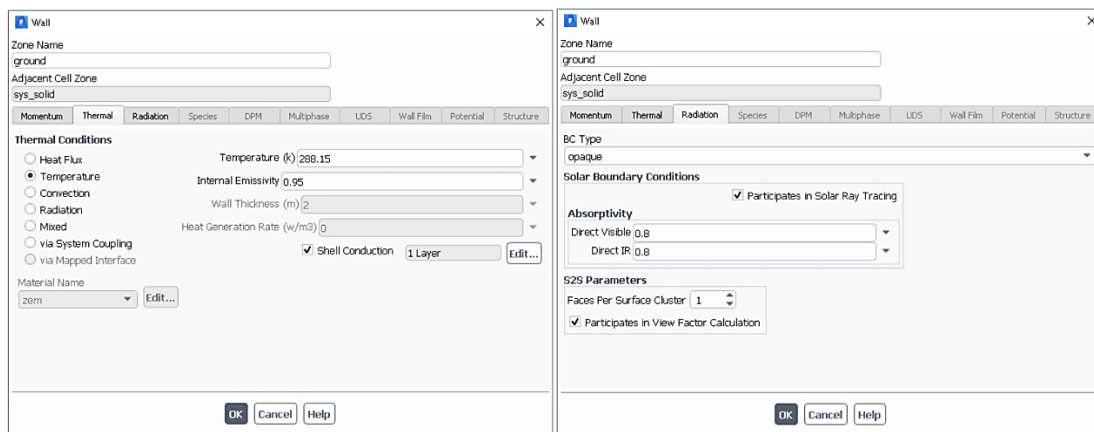 Wall
Zone Name
ground
Adjacent Cell Zone
sys_solid
Momentum Thermal Radiation Species DPM Multiphase UDS Wall Film Potential Structure
Thermal Conditions
Heat Flux
Temperature
Convection
Radiation
Mixed
via System Coupling
via Mapped Interface
Temperature (k) 288.15
Internal Emissivity 0.95
Wall Thickness (m) 2
Heat Generation Rate (w/m3) 0
Shell Conduction 1 Layer Edit...
Material Name
zem Edit...
OK Cancel Help
Wall
Zone Name
ground
Adjacent Cell Zone
sys_solid
Momentum Thermal Radiation Species DPM Multiphase UDS Wall Film Potential Structure
BC Type
opaque
Solar Boundary Conditions
Participates in Solar Ray Tracing
Absorptivity
Direct Visible 0.8
Direct IR 0.8
S2S Parameters
Faces Per Surface Cluster 1
Participates in View Factor Calculation
OK Cancel Help